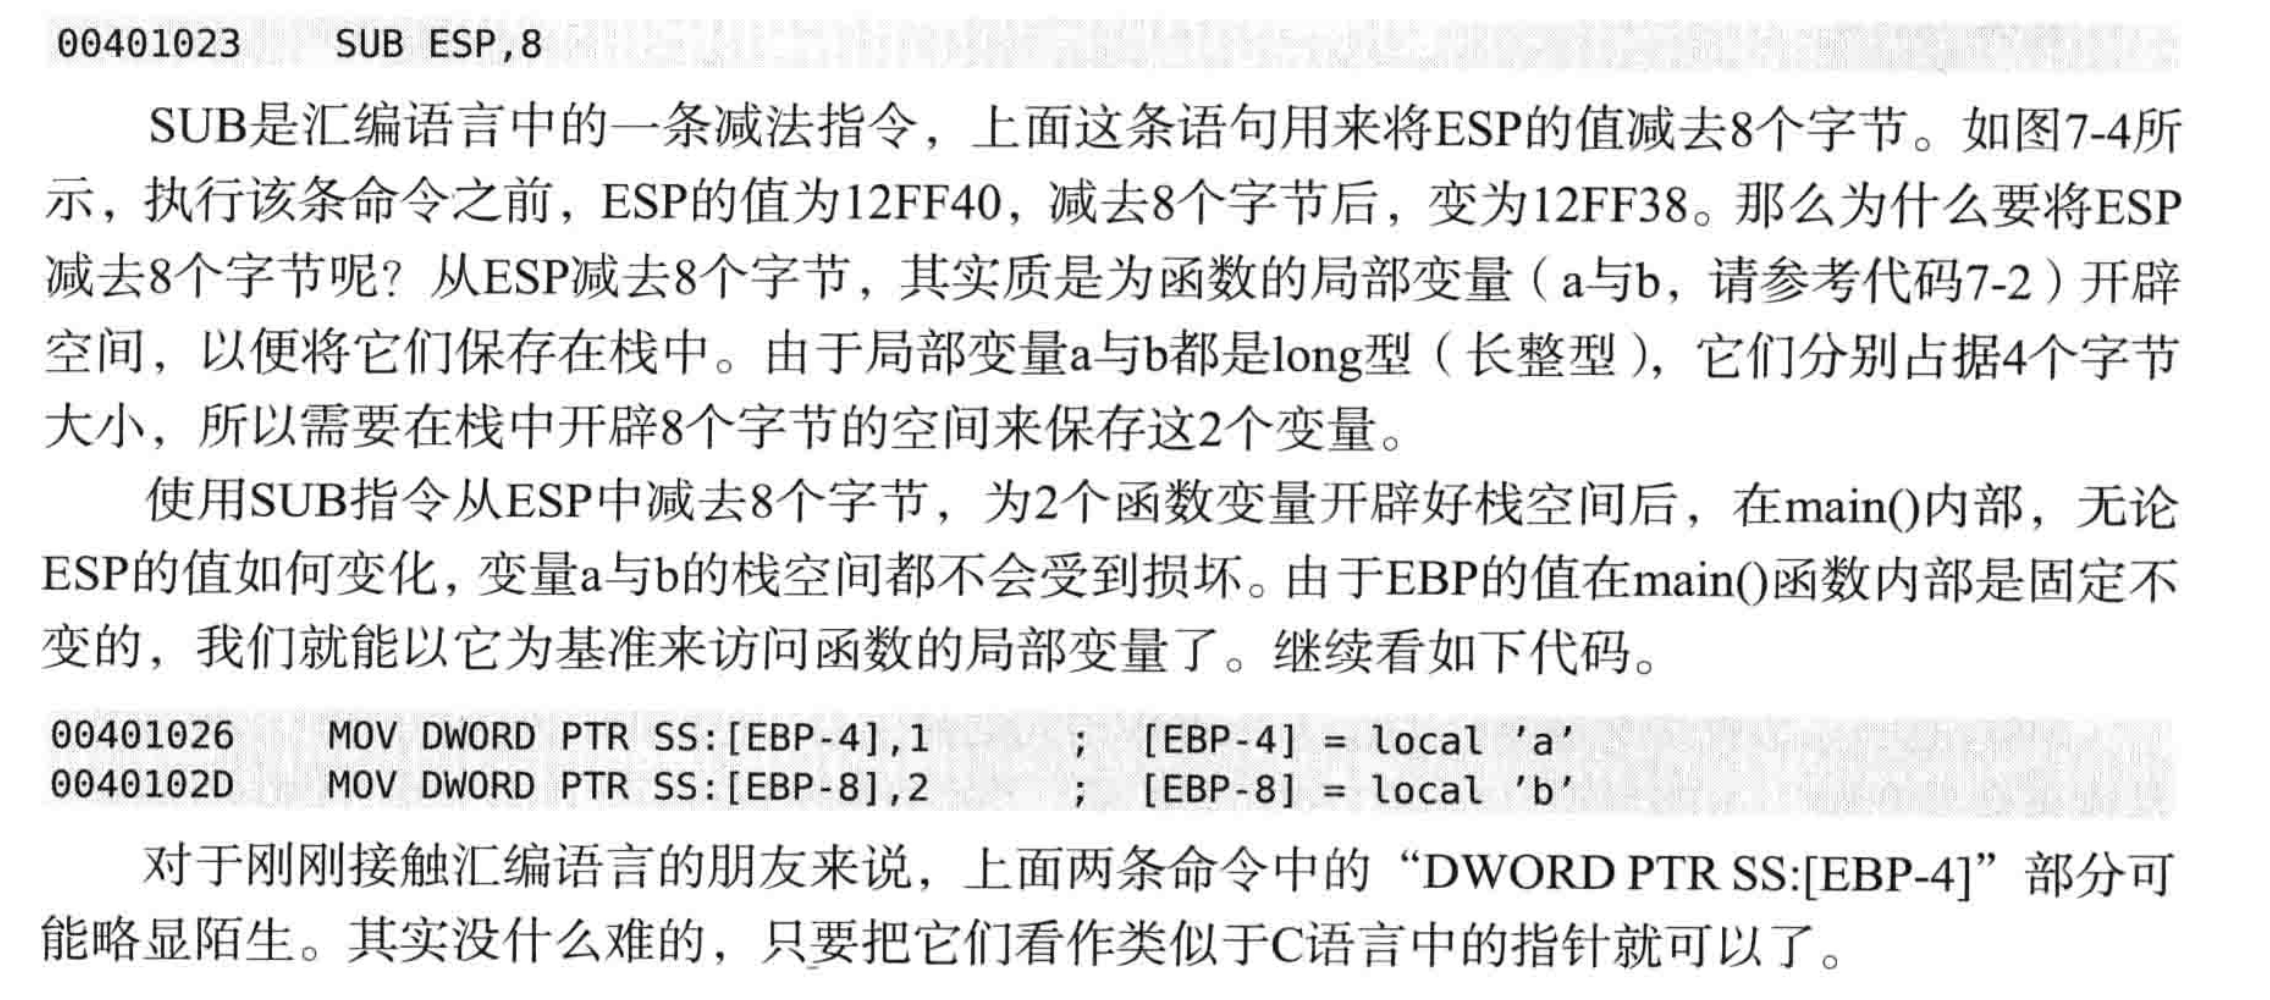 00401023 SUB ESP,8
SUB是汇编语言中的一条减法指令，上面这条语句用来将ESP的值减去8个字节。如图7-4所
示，执行该条命令之前，ESP的值为12FF40，减去8个字节后，变为12FF38。那么为什么要将ESP
减去8个字节呢？从ESP减去8个字节，其实质是为函数的局部变量（a与b，请参考代码7-2）开辟
空间，以便将它们保存在栈中。由于局部变量a与b都是long型（长整型），它们分别占据4个字节
大小，所以需要在栈中开辟8个字节的空间来保存这2个变量。
使用SUB指令从ESP中减去8个字节，为2个函数变量开辟好栈空间后，在main()内部，无论
ESP的值如何变化，变量a与b的栈空间都不会受到损坏。由于EBP的值在main()函数内部是固定不
变的，我们就能以它为基准来访问函数的局部变量了。继续看如下代码。
00401026 MOV DWORD PTR SS:[EBP-4],1 ; [EBP-4] = local ’a’
0040102D MOV DWORD PTR SS:[EBP-8],2 ; [EBP-8] = local ’b’
对于刚刚接触汇编语言的朋友来说，上面两条命令中的“DWORD PTR SS:[EBP-4]”部分可
能略显陌生。其实没什么难的，只要把它们看作类似于C语言中的指针就可以了。